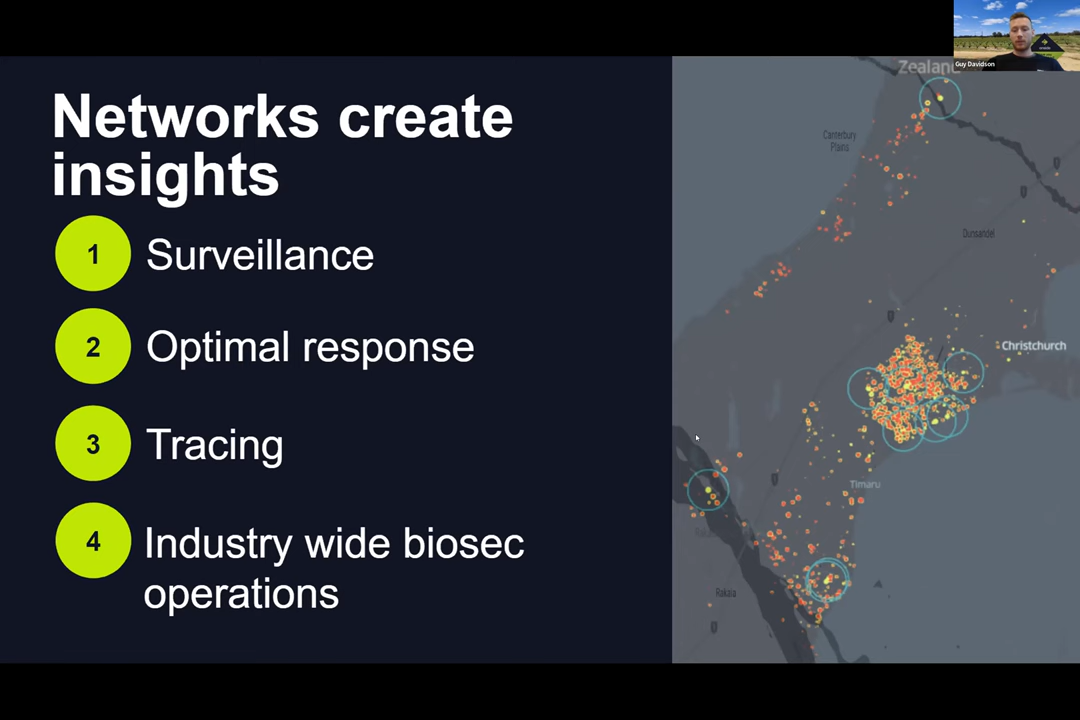 Guy Davidson
Networks create
insights
1
Surveillance
2
Optimal response
3
Tracing
4
Industry wide biosec
operations
Zealand
Canterbury
Plains
Dunsandel
Christchurch
Timaru
Rakaia